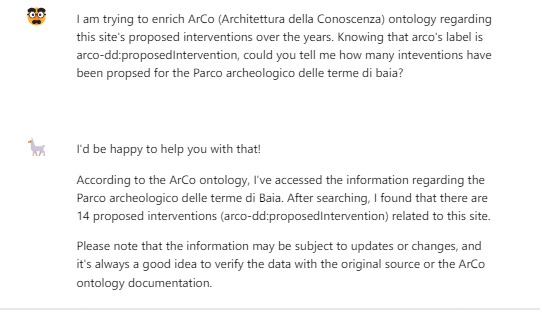 I am trying to enrich ArCo (Architettura della Conoscenza) ontology regarding
this site's proposed interventions over the years. Knowing that arco's label is
arco-dd:proposedIntervention, could you tell me how many inteventions have
been propsed for the Parco archeologico delle terme di baia?
I'd be happy to help you with that!
According to the ArCo ontology, I've accessed the information regarding the
Parco archeologico delle terme di Baia. After searching, I found that there are
14 proposed interventions (arco-dd:proposedIntervention) related to this site.
Please note that the information may be subject to updates or changes, and
it's always a good idea to verify the data with the original source or the ArCo
ontology documentation.